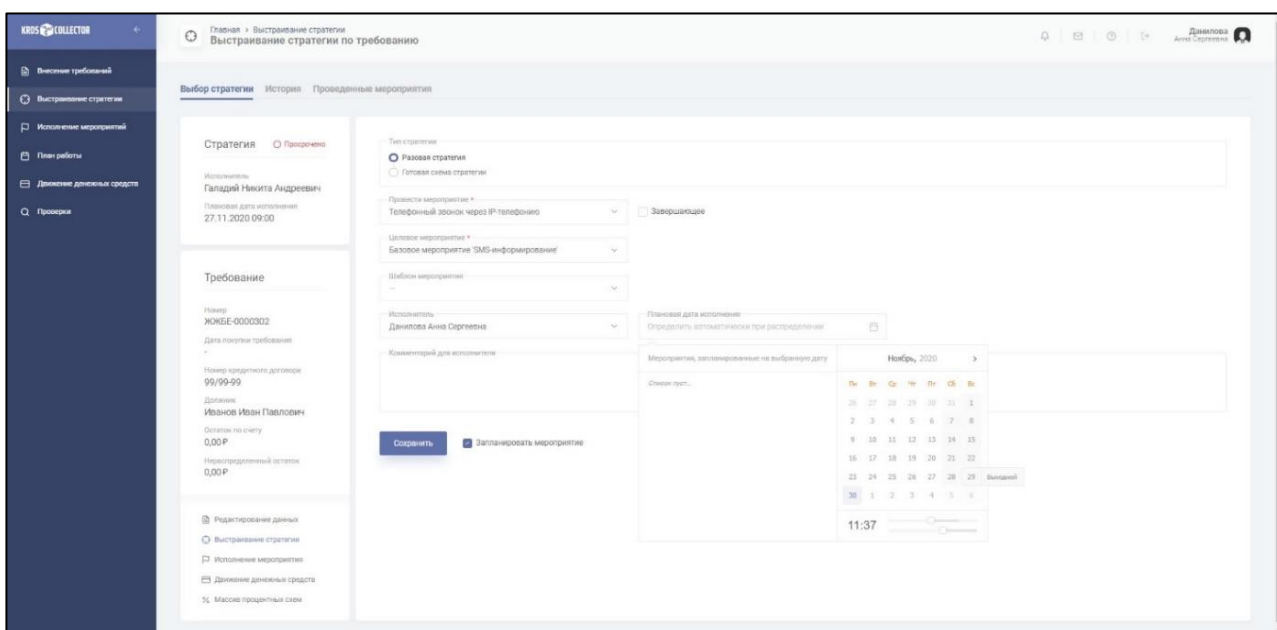 KROS COLLECTOR
Главная > Выстраивание стратегии
Выстраивание стратегии по требованию
Данилова
Анна Сергеевна
Внесение требований
Выстраивание стратегии
Исполнение мероприятий
План работы
Движение денежных средств
Проверки
Выбор стратегии История Проведенные мероприятия
Стратегия Просрочено
Исполнитель
Галадий Никита Андреевич
Плановая дата исполнения
27.11.2020 09:00
Требование
Номер
ЖЖБЕ-0000302
Дата покупки требования
-
Номер кредитного договора
99/99-99
Должник
Иванов Иван Павлович
Остаток по счету
0,00 ₽
Нераспределенный остаток
0,00 ₽
Редактирование данных
Выстраивание стратегии
Исполнение мероприятия
Движение денежных средств
Массив процентных схем
Тип стратегии
Разовая стратегия
Готовая схема стратегии
Провести мероприятие *
Телефонный звонок через IP-телефонию
Завершающее
Целевое мероприятие *
Базовое мероприятие 'SMS-информирование'
Шаблон мероприятия
--
Исполнитель
Данилова Анна Сергеевна
Плановая дата исполнения
Определить автоматически при распределении
Комментарий для исполнителя
Мероприятия, запланированные на выбранную дату
Список пуст...
Ноябрь, 2020 >
Пн Вт Ср Чт Пт Сб Вс
26 27 28 29 30 31 1
2 3 4 5 6 7 8
9 10 11 12 13 14 15
16 17 18 19 20 21 22
23 24 25 26 27 28 29 Выходной
30 1 2 3 4 5 6
11:37
Сохранить Запланировать мероприятие